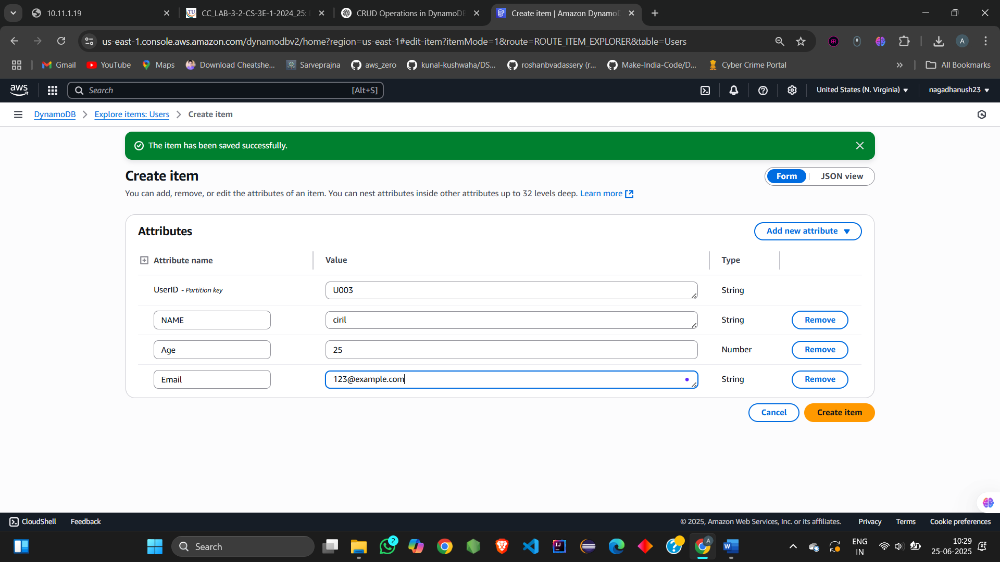 10.11.1.19
CC_LAB-3-2-CS-3E-1-2024_25:
CRUD Operations in DynamoDB
Create item | Amazon Dynamo
us-east-1.console.aws.amazon.com/dynamodbv2/home?region=us-east-1#edit-item?itemMode=1&route=ROUTE_ITEM_EXPLORER&table=Users
Gmail YouTube Maps Download Cheatshe... Sarveprajna aws_zero kunal-kushwaha/DS... roshanbvadassery (r... Make-India-Code/D... Cyber Crime Portal All Bookmarks
aws Search [Alt+S] United States (N. Virginia) nagadhanush23
DynamoDB Explore items: Users Create item
The item has been saved successfully.
Create item Form JSON view
You can add, remove, or edit the attributes of an item. You can nest attributes inside other attributes up to 32 levels deep. Learn more
Attributes Add new attribute
Attribute name Value Type
UserID - Partition key U003 String
NAME ciril String Remove
Age 25 Number Remove
Email 123@example.com String Remove
Cancel Create item
CloudShell Feedback © 2025, Amazon Web Services, Inc. or its affiliates. Privacy Terms Cookie preferences
Search 2 ENG IN 10:29 25-06-2025